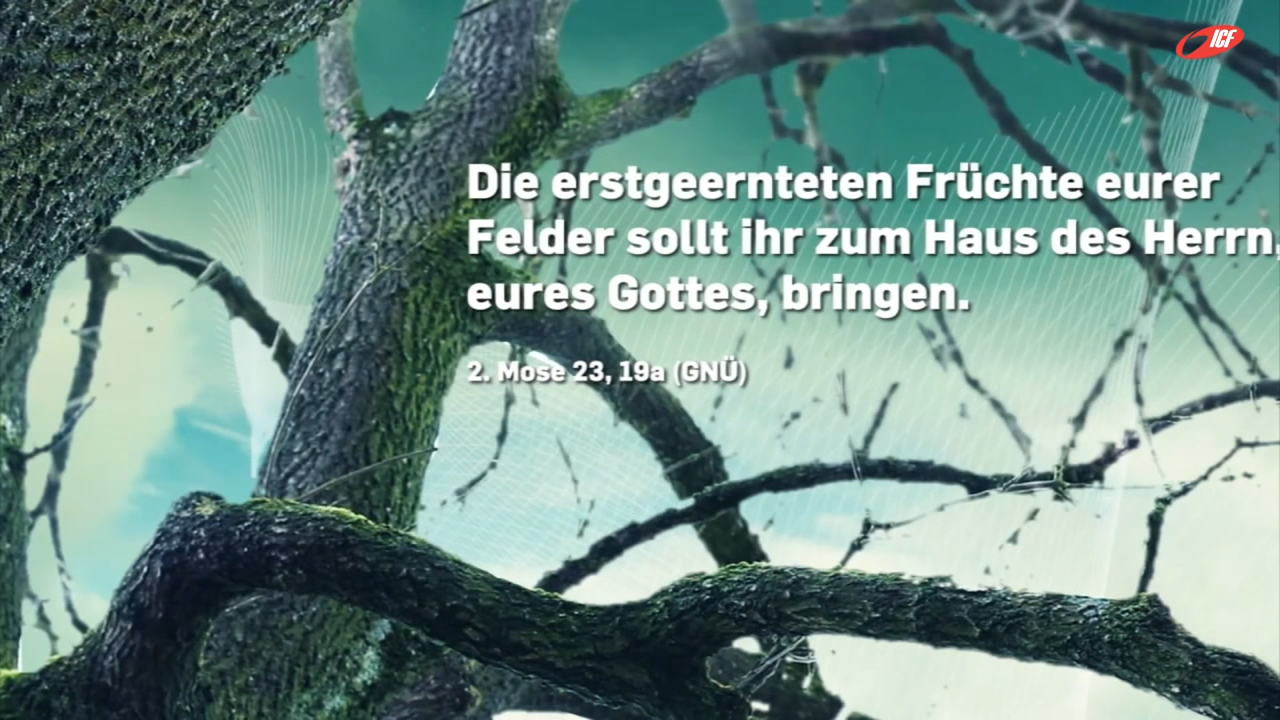 ICF
Die erstgeernteten Früchte eurer
Felder sollt ihr zum Haus des Herrn,
eures Gottes, bringen.
2. Mose 23, 19a (GNÜ)